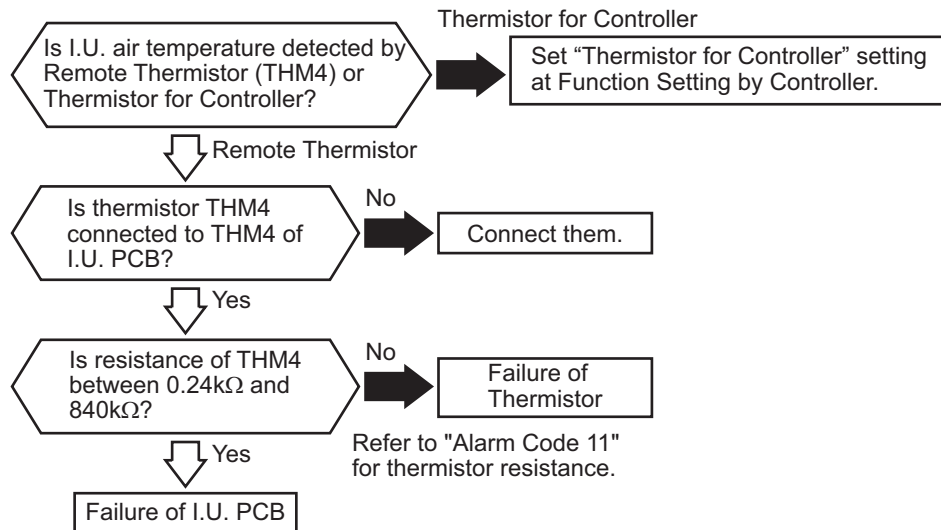 Thermistor for Controller
Is I.U. air temperature detected by
Remote Thermistor (THM4) or
Thermistor for Controller?
Set “Thermistor for Controller” setting
at Function Setting by Controller.
Remote Thermistor
Is thermistor THM4
connected to THM4 of
I.U. PCB?
No
Connect them.
Yes
Is resistance of THM4
between 0.24kΩ and
840kΩ?
No
Failure of
Thermistor
Refer to "Alarm Code 11"
for thermistor resistance.
Yes
Failure of I.U. PCB